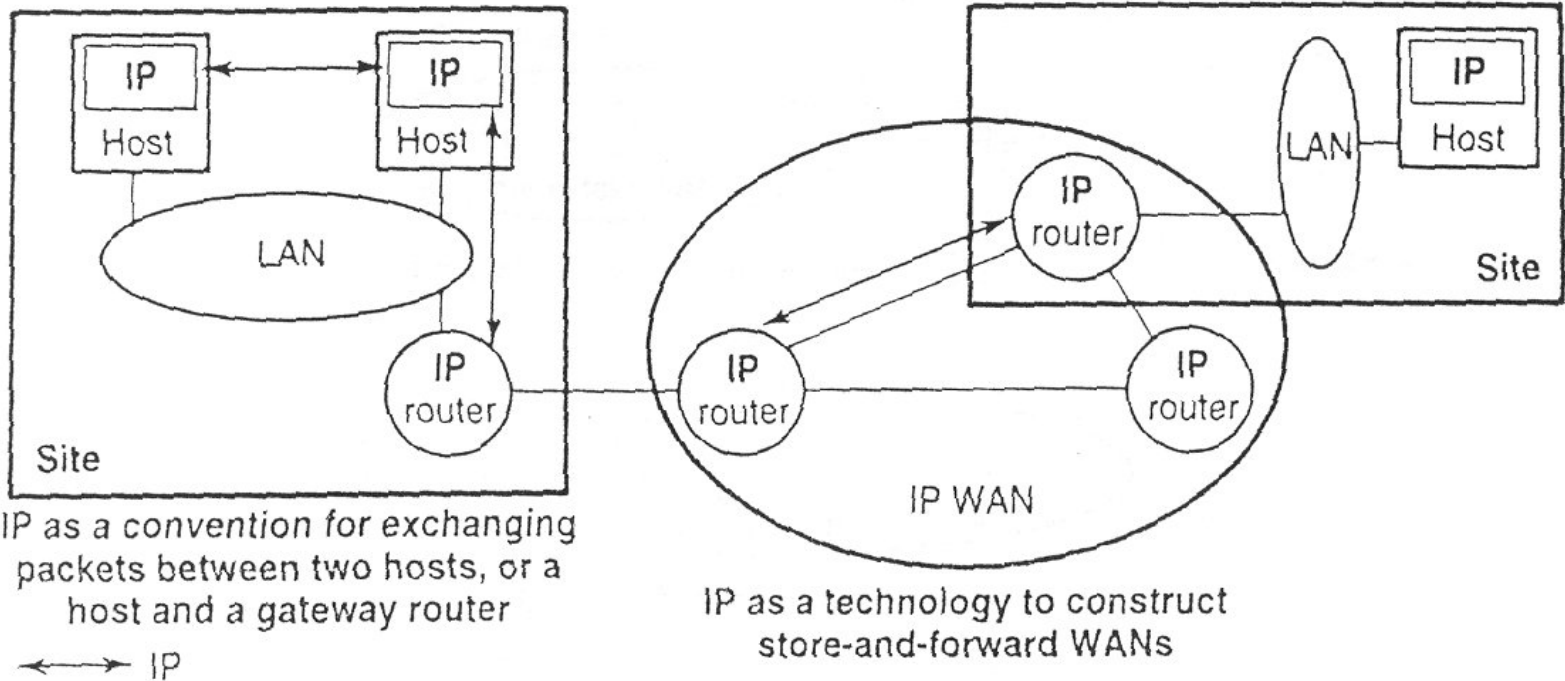 IP
Host
IP
Host
LAN
IP
router
Site
IP as a convention for exchanging
packets between two hosts, or a
host and a gateway router
IP
IP
router
IP
router
IP
router
IP WAN
IP as a technology to construct
store-and-forward WANs
LAN
IP
Host
Site